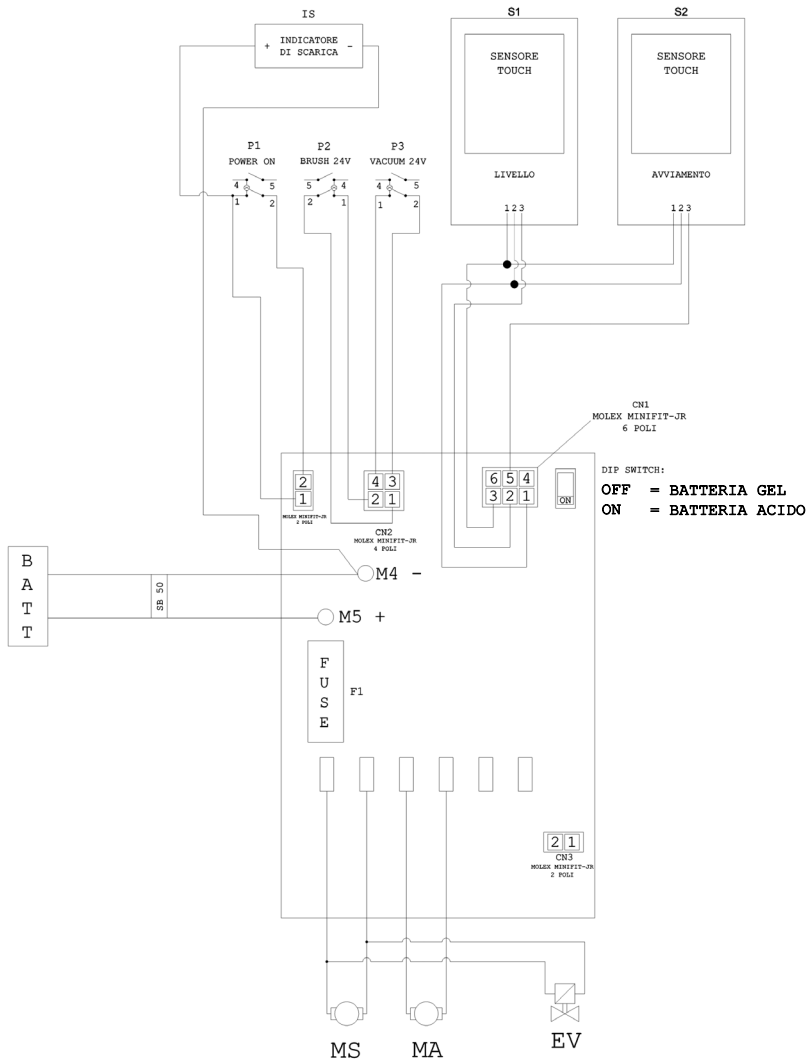 IS
+ INDICATORE -
DI SCARICA
S1
SENSORE
TOUCH
LIVELLO
1 2 3
S2
SENSORE
TOUCH
AVVIAMENTO
1 2 3
P1
POWER ON
4 5
1 2
P2
BRUSH 24V
5 4
2 1
P3
VACUUM 24V
4 5
1 2
CN1
MOLEX MINIFIT-JR
6 POLI
2
1
MOLEX MINIFIT-JR
2 POLI
4 3
2 1
CN2
MOLEX MINIFIT-JR
4 POLI
6 5 4
3 2 1
ON
DIP SWITCH:
OFF = BATTERIA GEL
ON = BATTERIA ACIDO
B
A
T
T
SB 50
M4 -
M5 +
F
U
S
E
F1
2 1
CN3
MOLEX MINIFIT-JR
2 POLI
MS
MA
EV